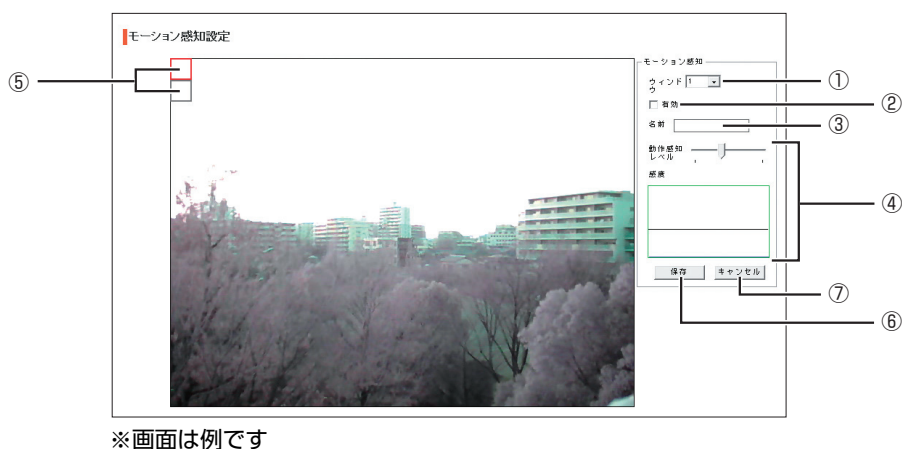 モーション感知設定
⑤
モーション感知
ウィンド
ウ
1
①
有効
②
名前
③
動作感知
レベル
感度
④
保存
キャンセル
⑦
⑥
※画面は例です